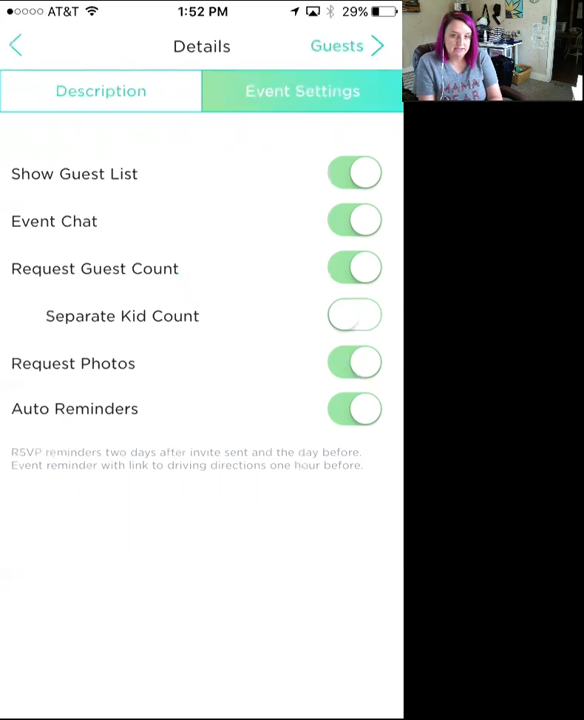 AT&T 1:52 PM 29%
Details Guests
Description Event Settings
Show Guest List
Event Chat
Request Guest Count
Separate Kid Count
Request Photos
Auto Reminders
RSVP reminders two days after invite sent and the day before.
Event reminder with link to driving directions one hour before.
MAMA
BEAR